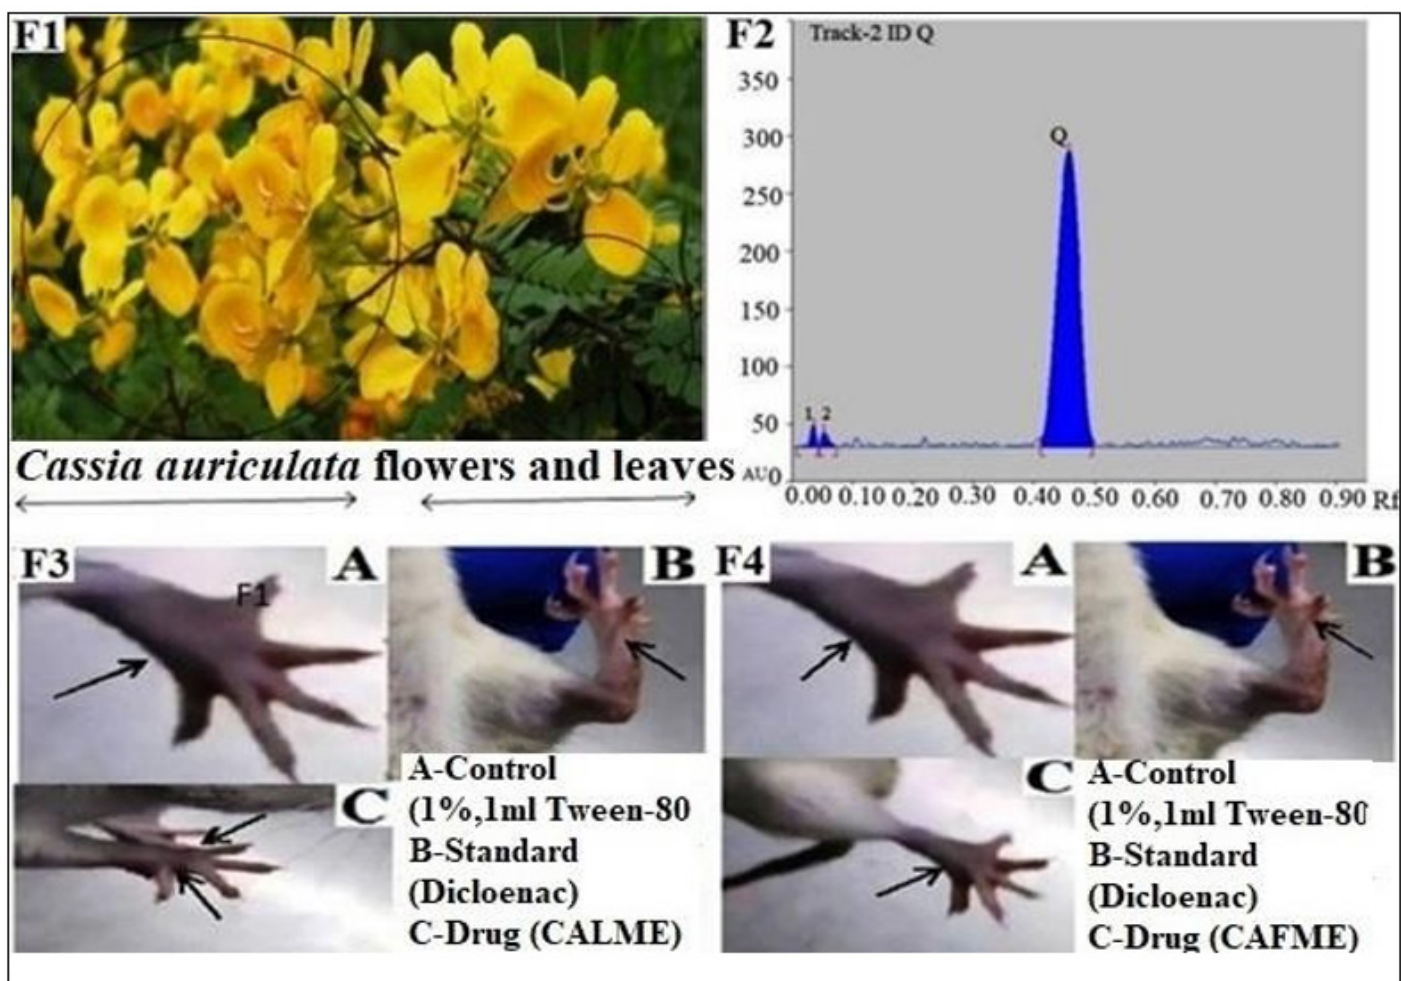 F1
Cassia auriculata flowers and leaves
F2
Track-2 ID Q
350
300
250
200
150
100
50
AU0
Q
1 2
0.00 0.10 0.20 0.30 0.40 0.50 0.60 0.70 0.80 0.90 Rf
F3
A
F1
B
C
A-Control
(1%,1ml Tween-80
B-Standard
(Dicloenac)
C-Drug (CALME)
F4
A
B
C
A-Control
(1%,1ml Tween-80
B-Standard
(Dicloenac)
C-Drug (CAFME)